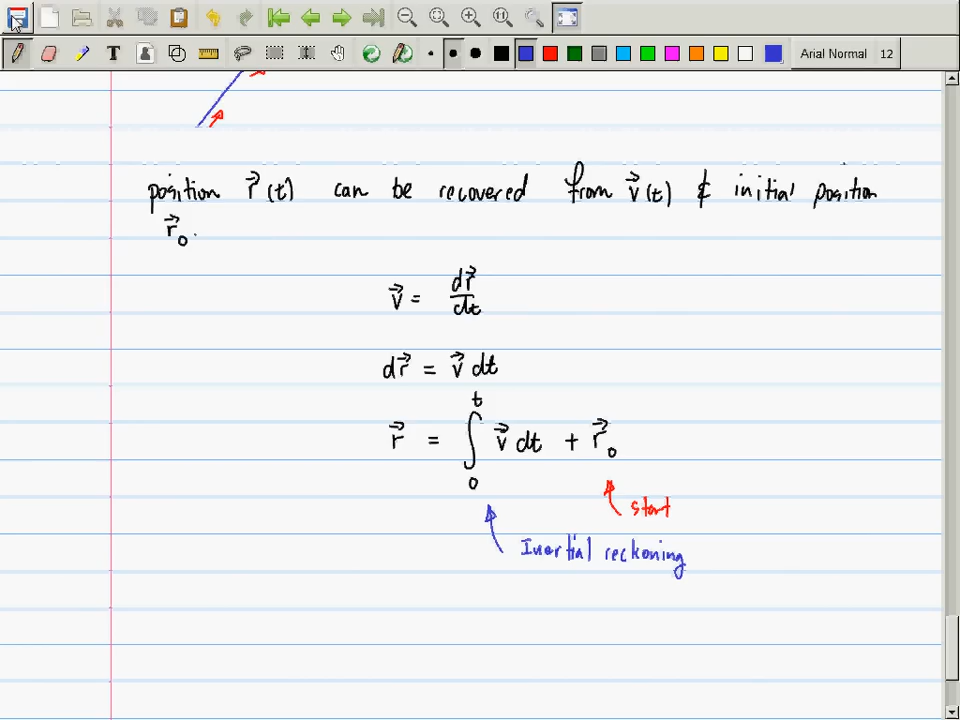 T
Arial Normal 12
position r⃗(t) can be recovered from v⃗(t) & initial position
r⃗₀.
v⃗ = dr⃗/dt
dr⃗ = v⃗ dt
r⃗ = ∫₀ᵗ v⃗ dt + r⃗₀
start
Inertial reckoning